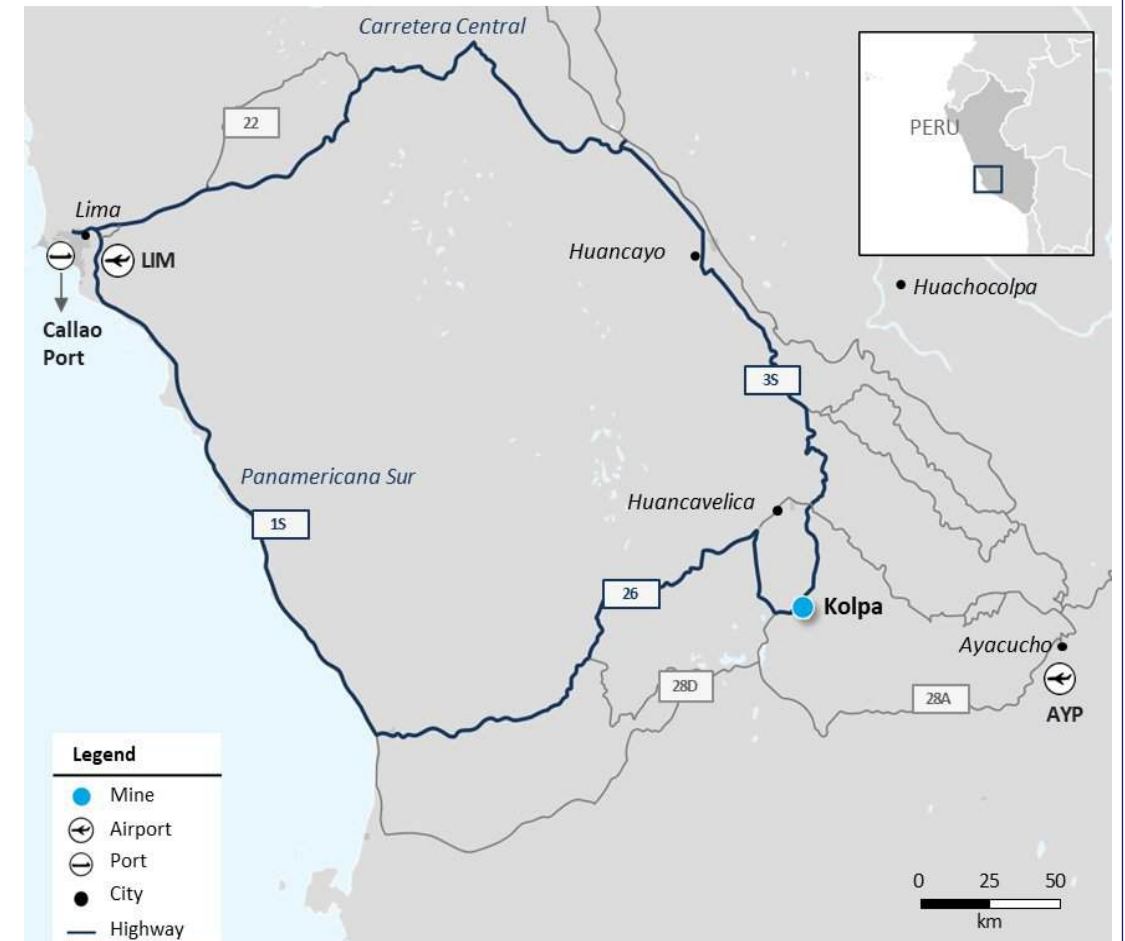 Carretera Central
22
PERU
Lima
LIM
Huancayo
Huachocolpa
Callao
Port
3S
Panamericana Sur
Huancavelica
1S
26
Kolpa
Ayacucho
28D
28A
AYP
Legend
Mine
Airport
Port
City
Highway
0 25 50
km